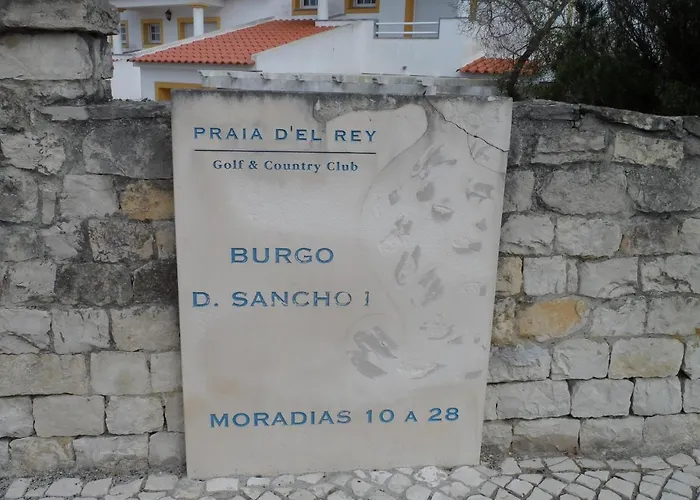 PRAIA D'EL REY
Golf & Country Club
BURGO
D. SANCHO I
MORADIAS 10 A 28